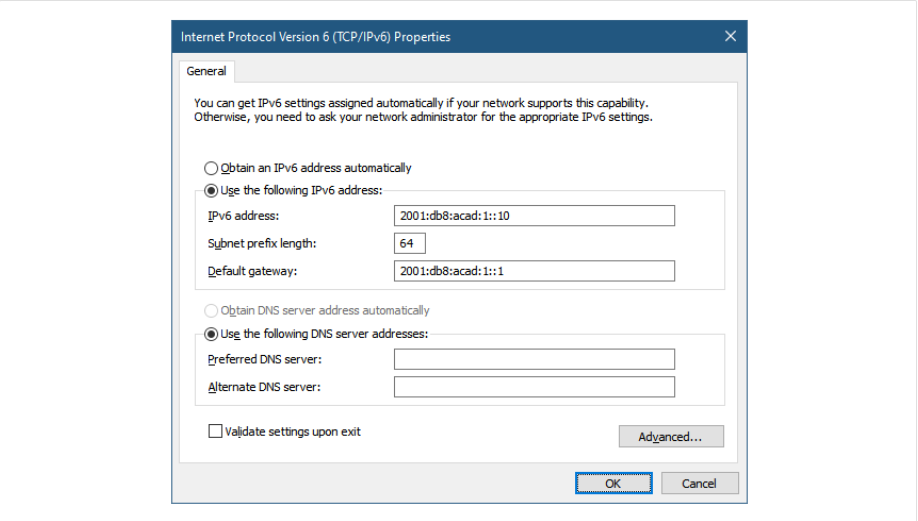 Internet Protocol Version 6 (TCP/IPv6) Properties
General
You can get IPv6 settings assigned automatically if your network supports this capability.
Otherwise, you need to ask your network administrator for the appropriate IPv6 settings.
Obtain an IPv6 address automatically
Use the following IPv6 address:
IPv6 address: 2001:db8:acad:1::10
Subnet prefix length: 64
Default gateway: 2001:db8:acad:1::1
Obtain DNS server address automatically
Use the following DNS server addresses:
Preferred DNS server:
Alternate DNS server:
Validate settings upon exit
Advanced...
OK Cancel